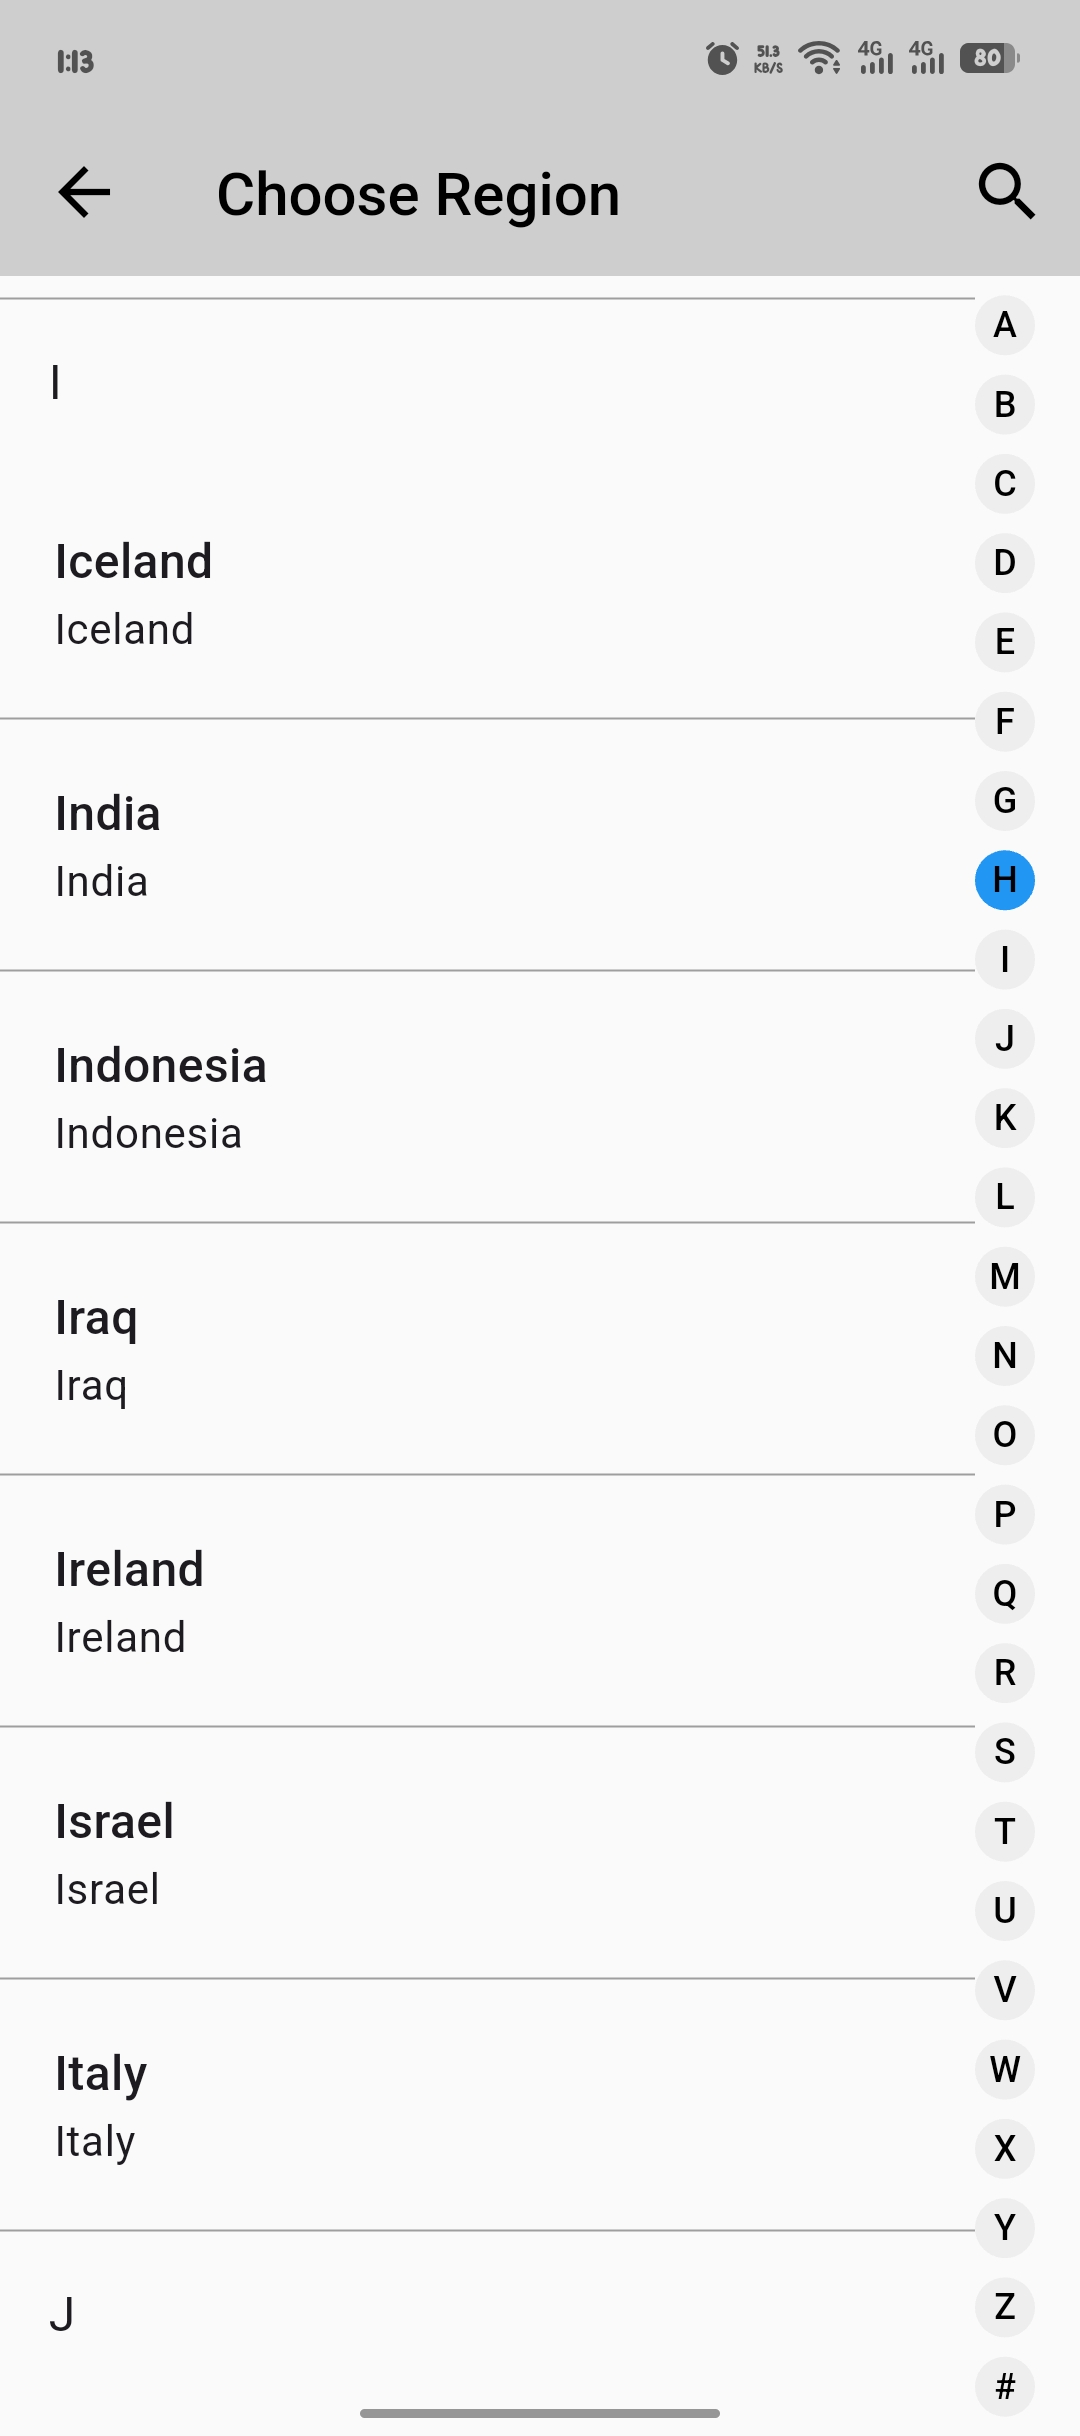 1:13
51.3
KB/S
4G
4G
80
Choose Region
I
Iceland
Iceland
India
India
Indonesia
Indonesia
Iraq
Iraq
Ireland
Ireland
Israel
Israel
Italy
Italy
J
A
B
C
D
E
F
G
H
I
J
K
L
M
N
O
P
Q
R
S
T
U
V
W
X
Y
Z
#